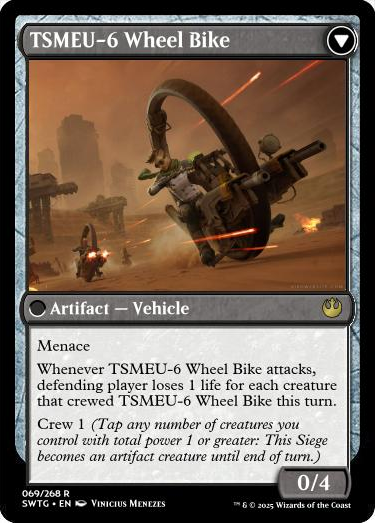 TSMEU-6 Wheel Bike
Artifact — Vehicle
Menace
Whenever TSMEU-6 Wheel Bike attacks,
defending player loses 1 life for each creature
that crewed TSMEU-6 Wheel Bike this turn.
Crew 1 (Tap any number of creatures you
control with total power 1 or greater: This Siege
becomes an artifact creature until end of turn.)
0/4
069/268 R
SWTG • EN Vinicius Menezes
™ & © 2025 Wizards of the Coast